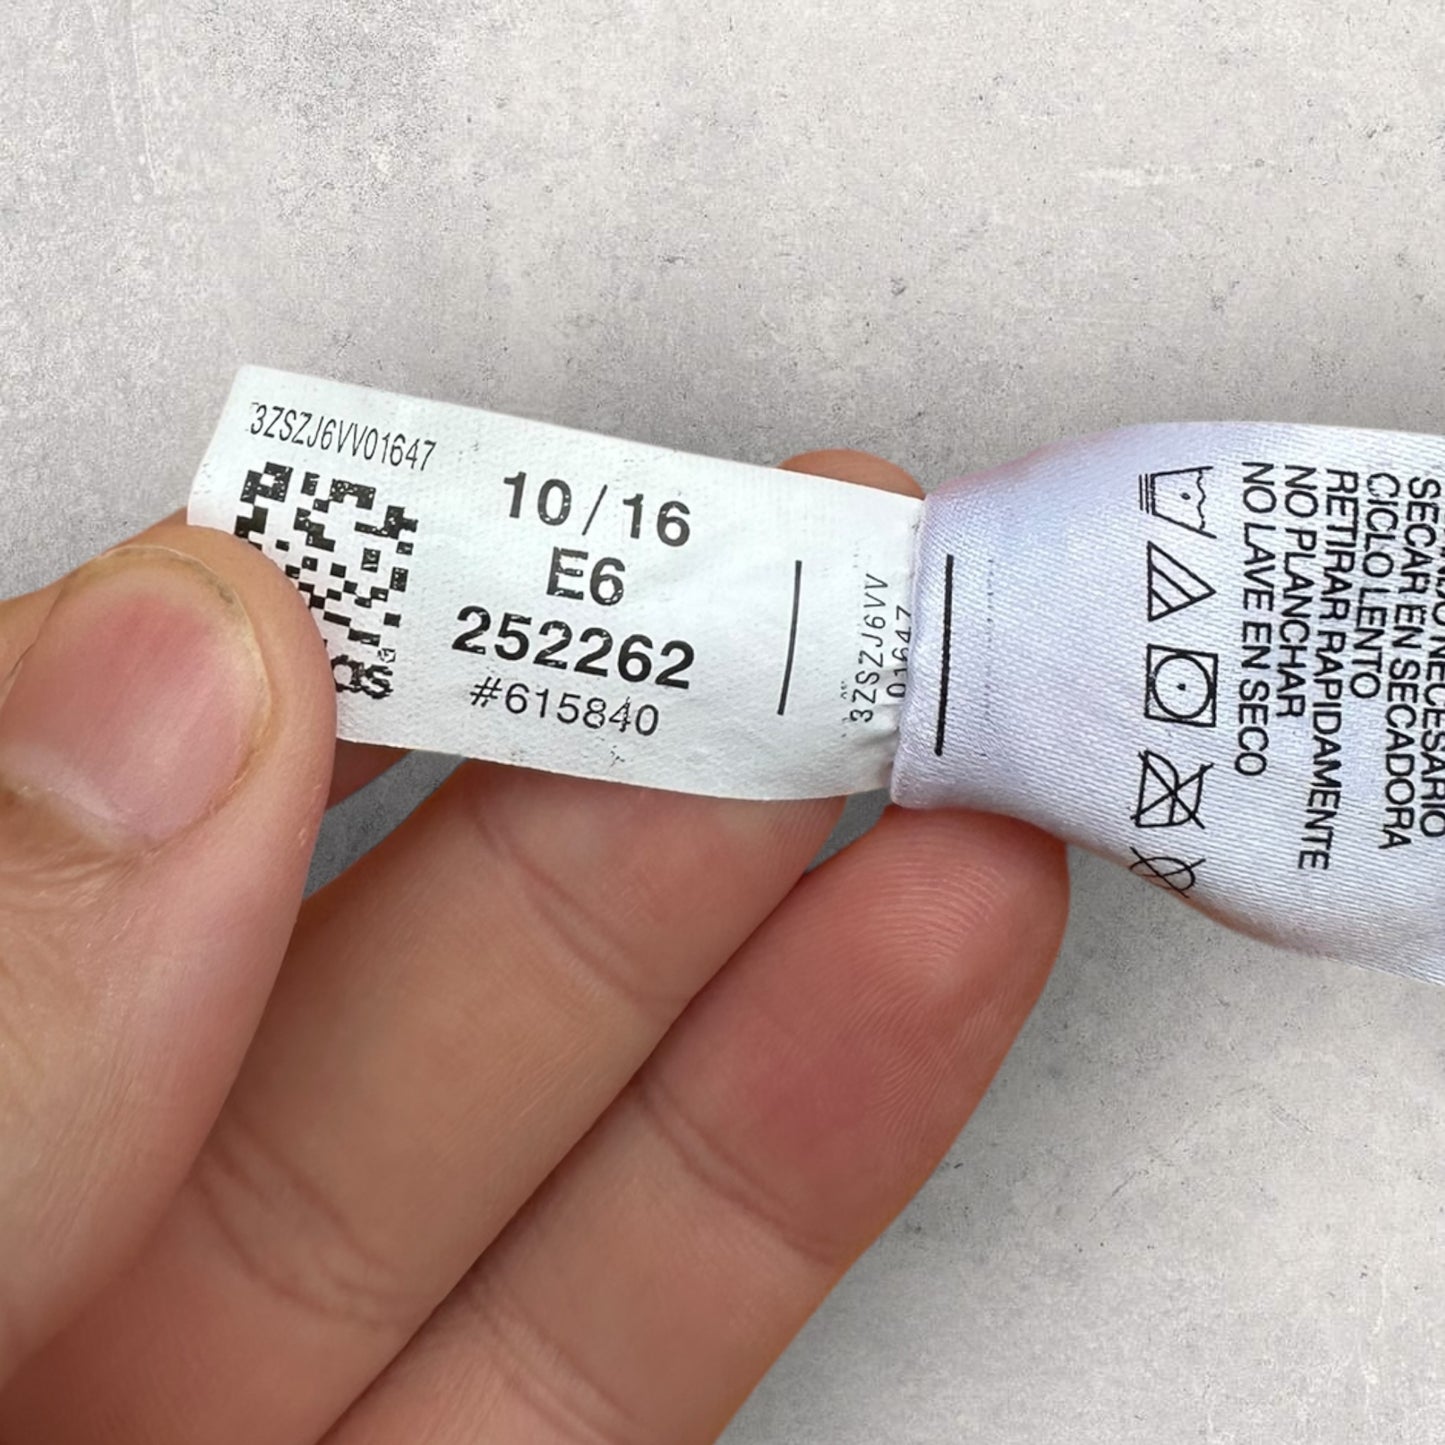 3ZSZJ6VV01647
10/16
E6
252262
#615840
3ZSZJ6VV
01647
NECESARIO
SECAR EN SECADORA
CICLO LENTO
RETIRAR RAPIDAMENTE
NO PLANCHAR
NO LAVE EN SECO